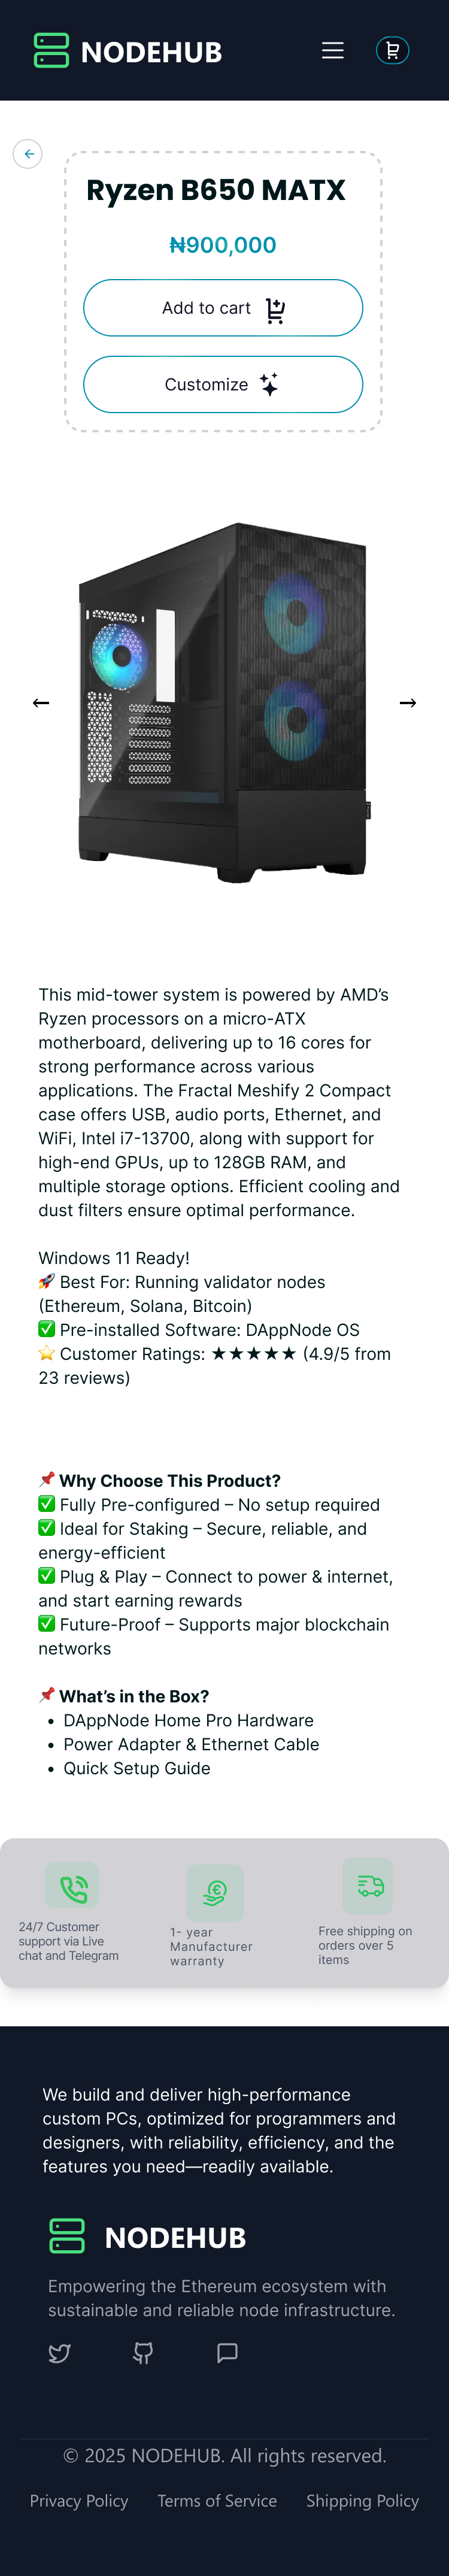 NODEHUB
Ryzen B650 MATX
₦900,000
Add to cart
Customize
This mid-tower system is powered by AMD’s
Ryzen processors on a micro-ATX
motherboard, delivering up to 16 cores for
strong performance across various
applications. The Fractal Meshify 2 Compact
case offers USB, audio ports, Ethernet, and
WiFi, Intel i7-13700, along with support for
high-end GPUs, up to 128GB RAM, and
multiple storage options. Efficient cooling and
dust filters ensure optimal performance.
Windows 11 Ready!
🚀 Best For: Running validator nodes
(Ethereum, Solana, Bitcoin)
✅ Pre-installed Software: DAppNode OS
⭐ Customer Ratings: ★★★★★ (4.9/5 from
23 reviews)
📌 Why Choose This Product?
✅ Fully Pre-configured – No setup required
✅ Ideal for Staking – Secure, reliable, and
energy-efficient
✅ Plug & Play – Connect to power & internet,
and start earning rewards
✅ Future-Proof – Supports major blockchain
networks
📌 What’s in the Box?
• DAppNode Home Pro Hardware
• Power Adapter & Ethernet Cable
• Quick Setup Guide
24/7 Customer
support via Live
chat and Telegram
1- year
Manufacturer
warranty
Free shipping on
orders over 5
items
We build and deliver high-performance
custom PCs, optimized for programmers and
designers, with reliability, efficiency, and the
features you need—readily available.
NODEHUB
Empowering the Ethereum ecosystem with
sustainable and reliable node infrastructure.
© 2025 NODEHUB. All rights reserved.
Privacy Policy Terms of Service Shipping Policy